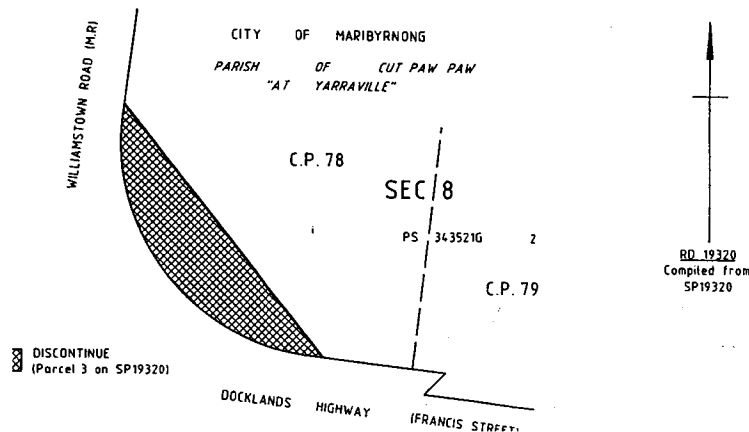 CITY OF MARIBYRNONG
PARISH OF CUT PAW PAW
"AT YARRAVILLE"
WILLIAMSTOWN ROAD (M.R)
C.P. 78
SEC 8
PS 343521G 2
C.P. 79
RD 19320
Compiled from
SP19320
DISCONTINUE
(Parcel 3 on SP19320)
DOCKLANDS HIGHWAY (FRANCIS STREET)